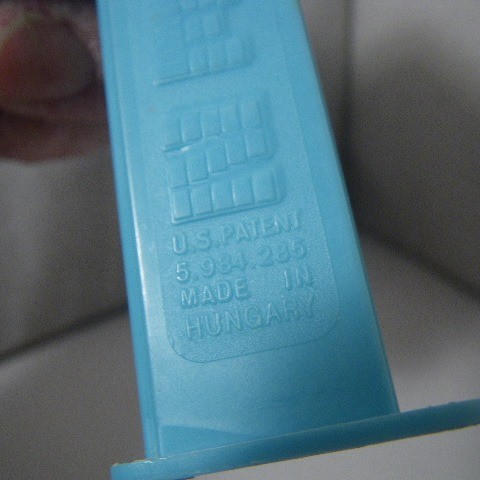 U.S. PATENT
5.984.285
MADE IN
HUNGARY